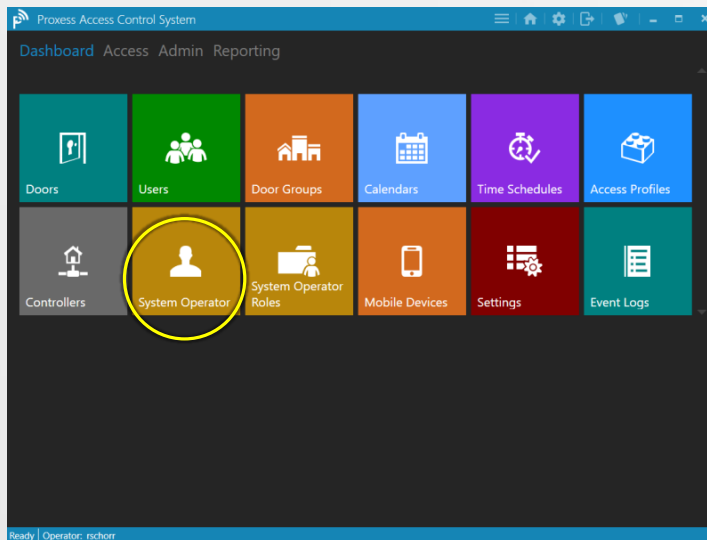 Proxess Access Control System
Dashboard Access Admin Reporting
Doors
Users
Door Groups
Calendars
Time Schedules
Access Profiles
Controllers
System Operator
System Operator
Roles
Mobile Devices
Settings
Event Logs
Ready Operator: rschorr